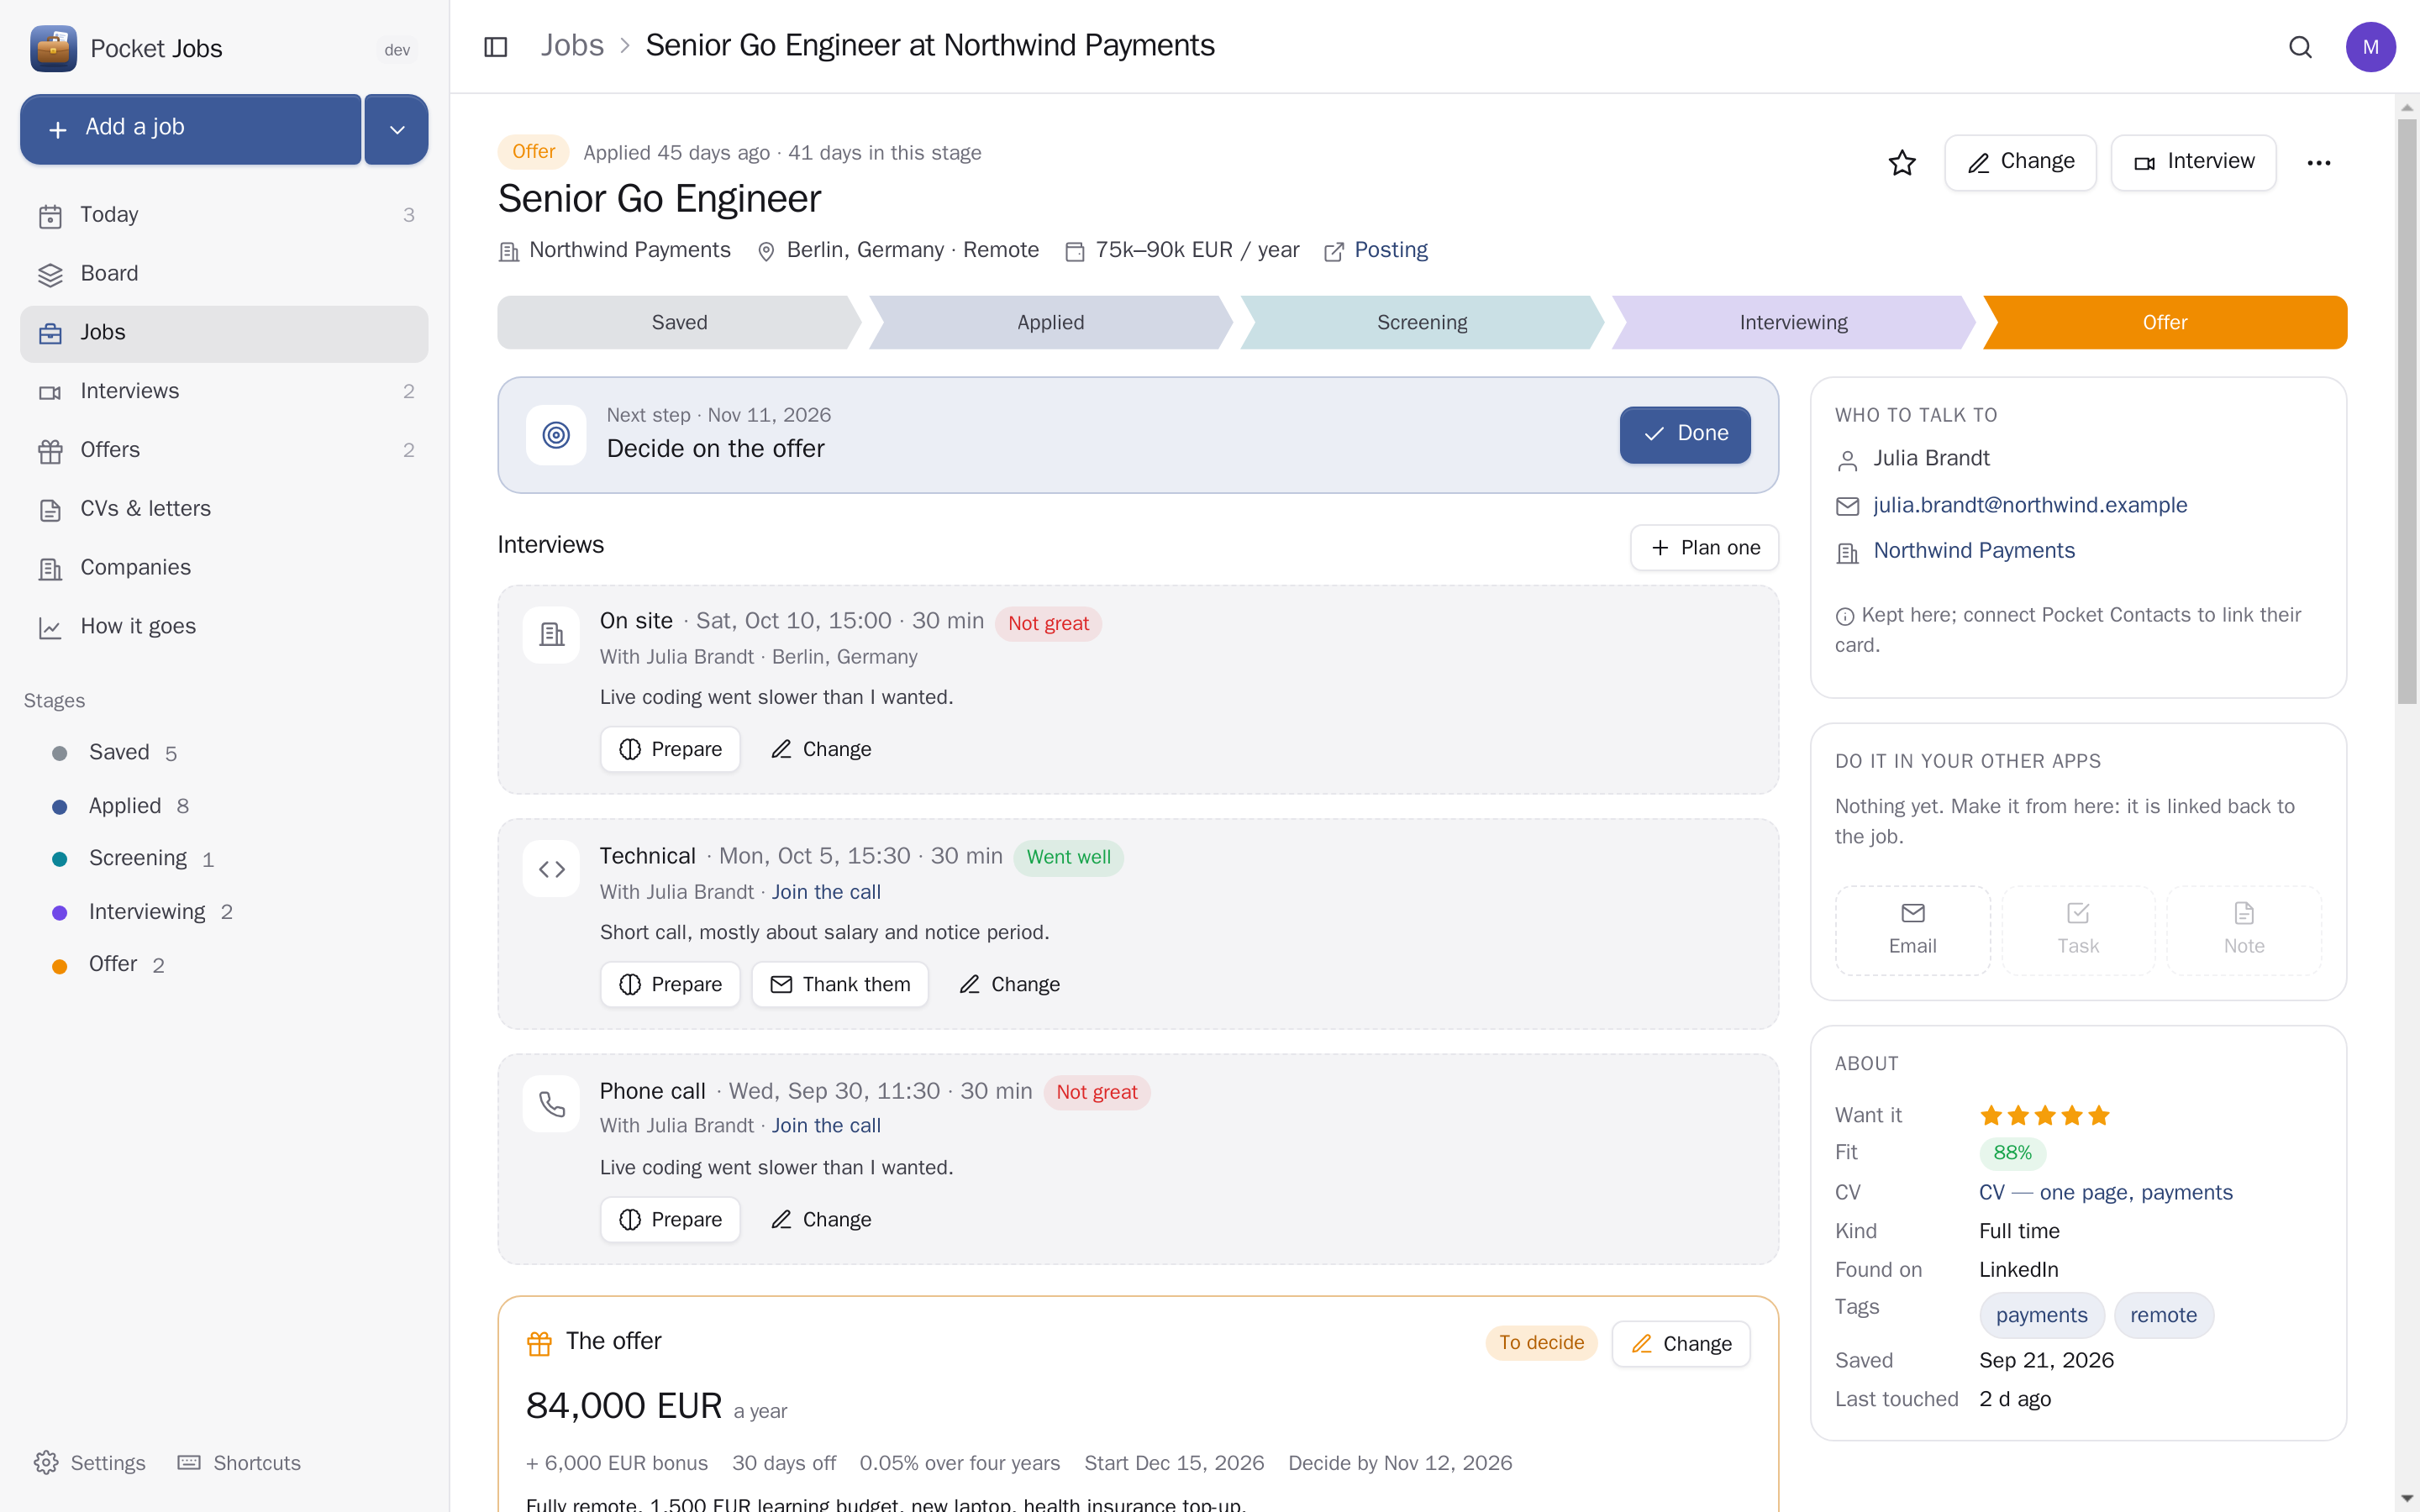 Pocket Jobs
dev
Add a job
Today 3
Board
Jobs
Interviews 2
Offers 2
CVs & letters
Companies
How it goes
Stages
Saved 5
Applied 8
Screening 1
Interviewing 2
Offer 2
Settings
Shortcuts
Jobs
Senior Go Engineer at Northwind Payments
M
Offer
Applied 45 days ago · 41 days in this stage
Senior Go Engineer
Northwind Payments
Berlin, Germany · Remote
75k–90k EUR / year
Posting
Change
Interview
Saved
Applied
Screening
Interviewing
Offer
Next step · Nov 11, 2026
Decide on the offer
Done
Interviews
Plan one
On site · Sat, Oct 10, 15:00 · 30 min Not great
With Julia Brandt · Berlin, Germany
Live coding went slower than I wanted.
Prepare
Change
Technical · Mon, Oct 5, 15:30 · 30 min Went well
With Julia Brandt · Join the call
Short call, mostly about salary and notice period.
Prepare
Thank them
Change
Phone call · Wed, Sep 30, 11:30 · 30 min Not great
With Julia Brandt · Join the call
Live coding went slower than I wanted.
Prepare
Change
The offer
To decide
Change
84,000 EUR a year
+ 6,000 EUR bonus 30 days off 0.05% over four years Start Dec 15, 2026 Decide by Nov 12, 2026
Fully remote, 1,500 EUR learning budget, new laptop, health insurance top-up.
WHO TO TALK TO
Julia Brandt
julia.brandt@northwind.example
Northwind Payments
Kept here; connect Pocket Contacts to link their
card.
DO IT IN YOUR OTHER APPS
Nothing yet. Make it from here: it is linked back to
the job.
Email
Task
Note
ABOUT
Want it
Fit 88%
CV CV — one page, payments
Kind Full time
Found on LinkedIn
Tags payments remote
Saved Sep 21, 2026
Last touched 2 d ago